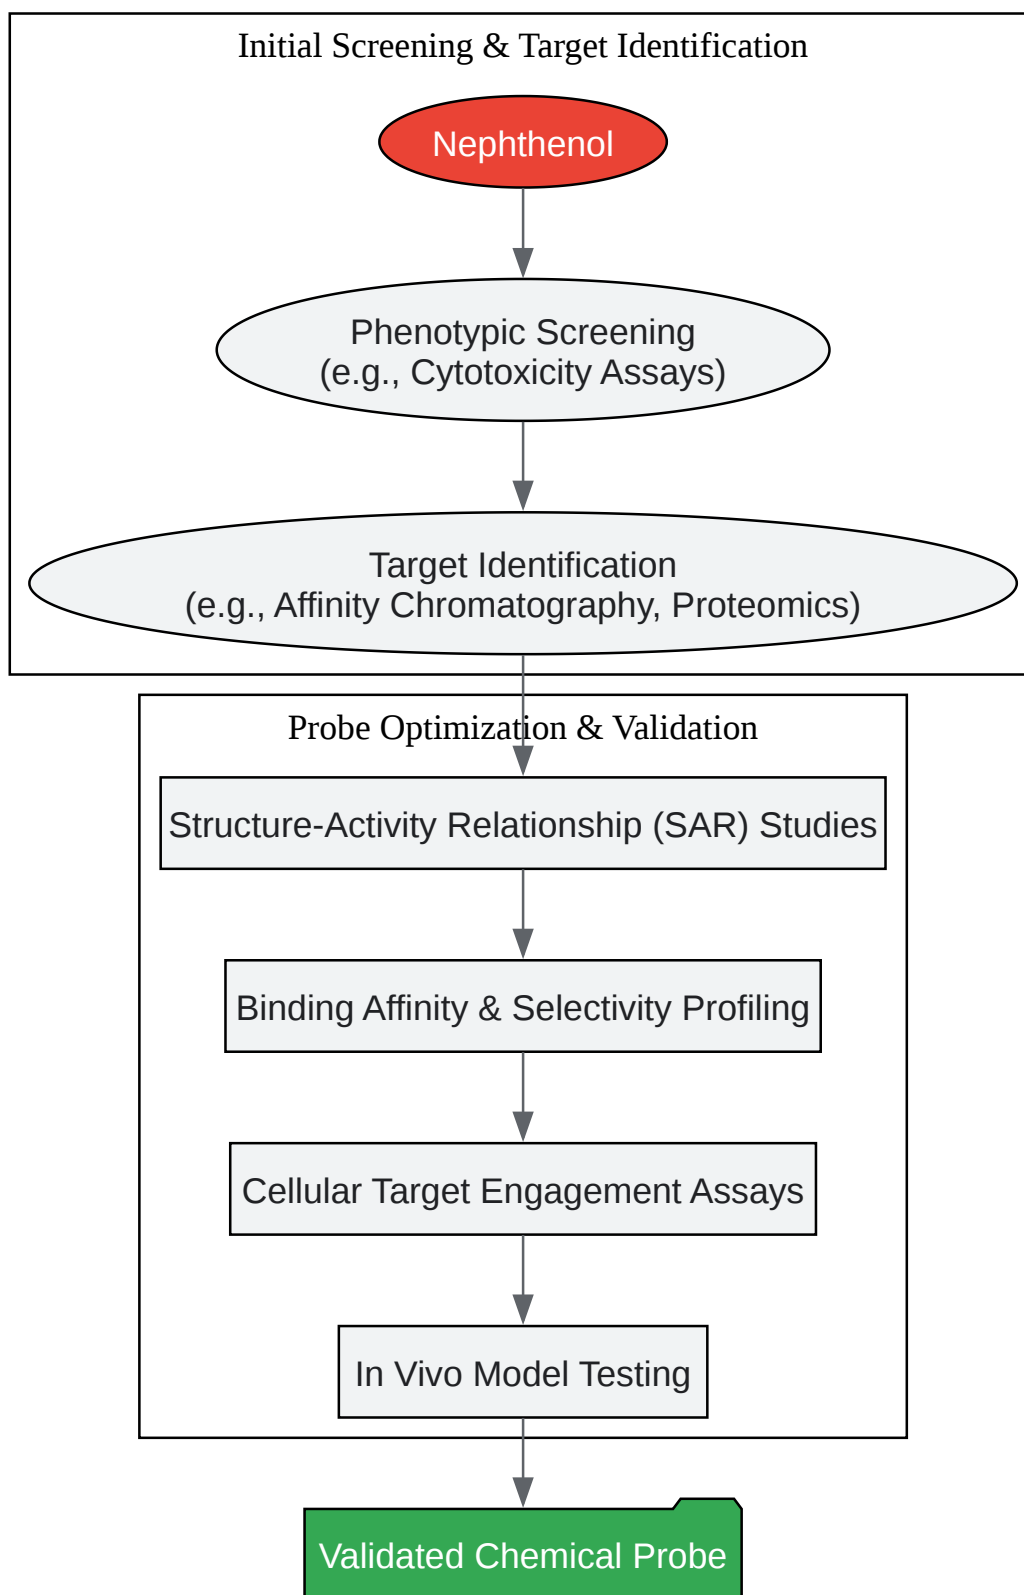 Initial Screening & Target Identification
Nephthenol
Phenotypic Screening
(e.g., Cytotoxicity Assays)
Target Identification
(e.g., Affinity Chromatography, Proteomics)
Probe Optimization & Validation
Structure-Activity Relationship (SAR) Studies
Binding Affinity & Selectivity Profiling
Cellular Target Engagement Assays
In Vivo Model Testing
Validated Chemical Probe